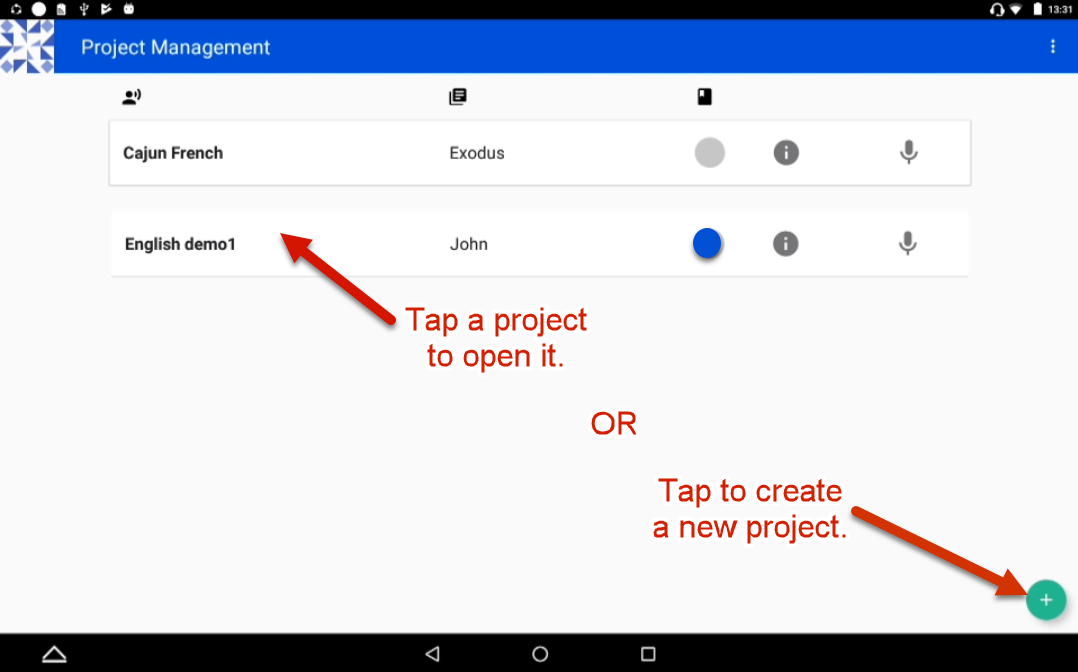 13:31
Project Management
Cajun French Exodus
English demo1 John
Tap a project
to open it.
OR
Tap to create
a new project.